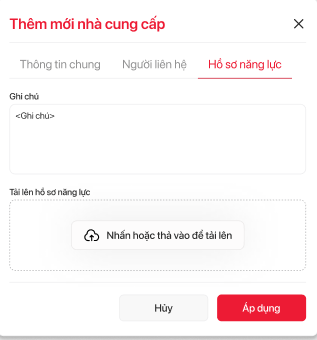 Thêm mới nhà cung cấp
Thông tin chung
Người liên hệ
Hồ sơ năng lực
Ghi chú
<Ghi chú>
Tải lên hồ sơ năng lực
Nhấn hoặc thả vào để tải lên
Hủy
Áp dụng